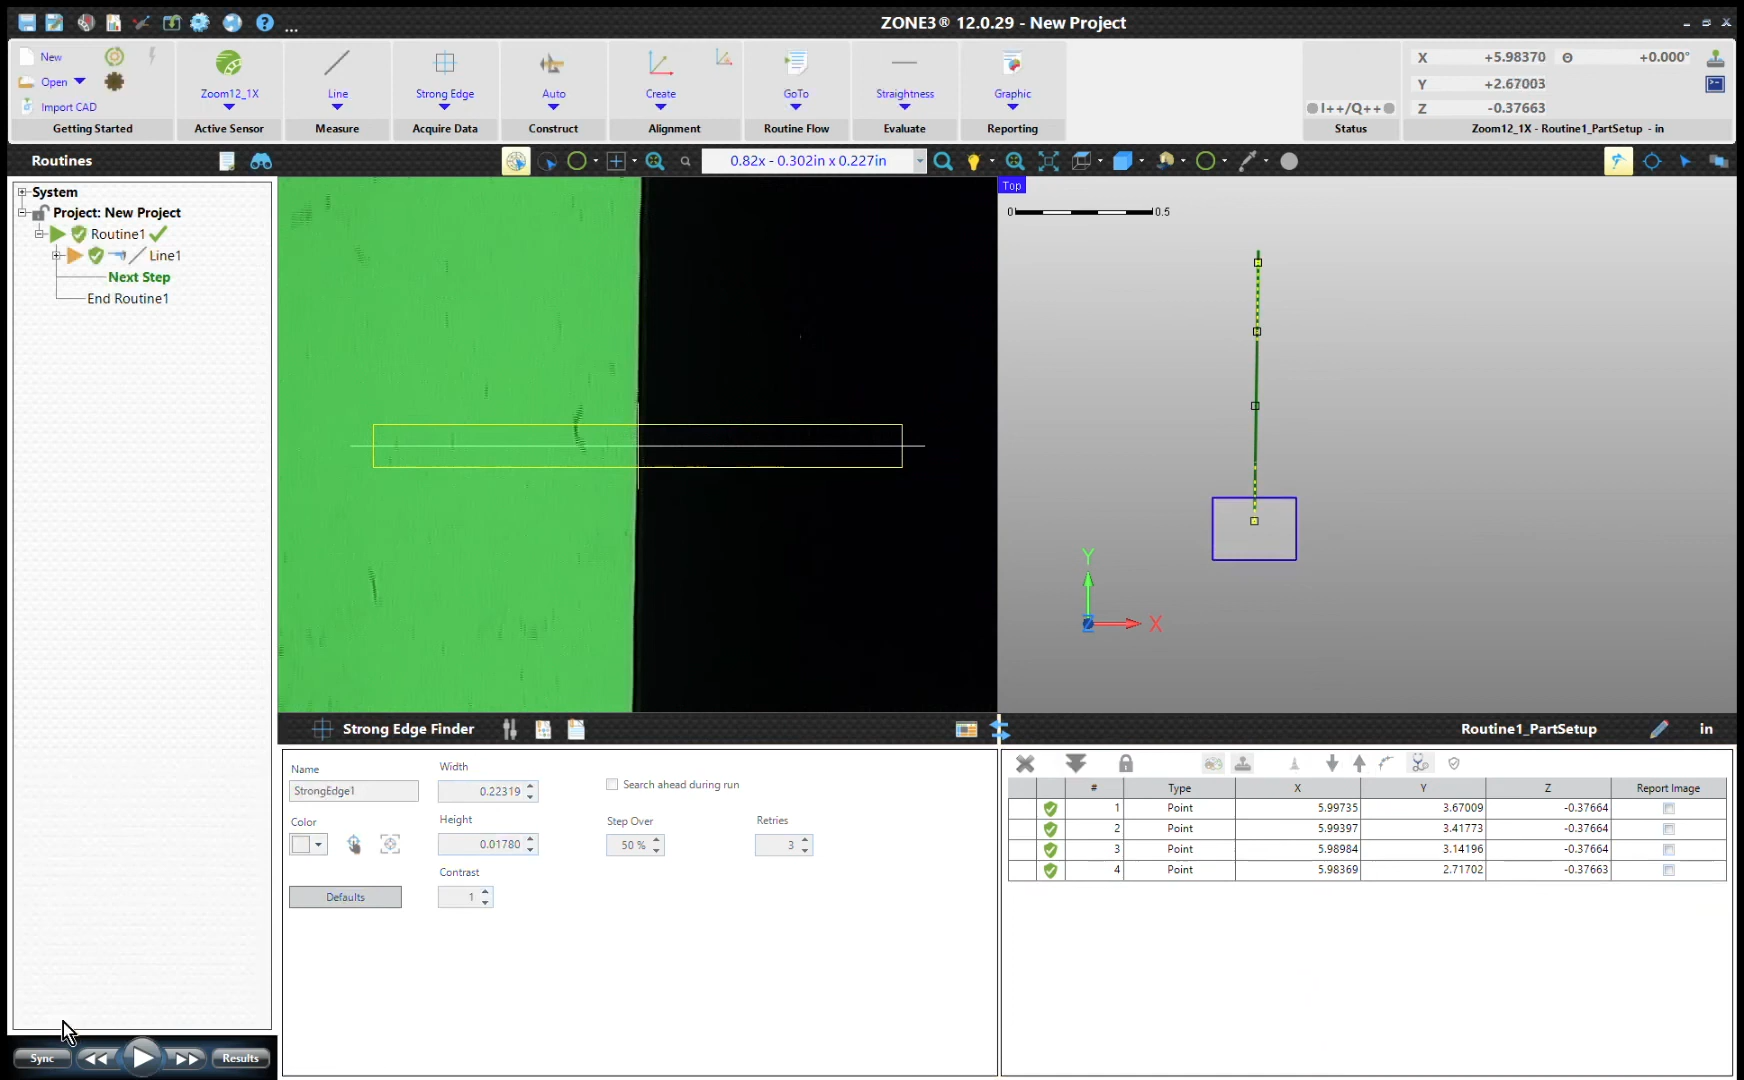 ZONE3® 12.0.29 - New Project
...
New
Open
Import CAD
Getting Started
Zoom12_1X
Active Sensor
Line
Measure
Strong Edge
Acquire Data
Auto
Construct
Create
Alignment
GoTo
Routine Flow
Straightness
Evaluate
Graphic
Reporting
I++/Q++
Status
X +5.98370 Θ +0.000°
Y +2.67003
Z -0.37663
Zoom12_1X - Routine1_PartSetup - in
Routines
0.82x - 0.302in x 0.227in
System
Project: New Project
Routine1
Line1
Next Step
End Routine1
Top
0 0.5
Y
X
Z
Strong Edge Finder
Routine1_PartSetup in
Name
StrongEdge1
Color
Defaults
Width
0.22319
Height
0.01780
Contrast
1
Search ahead during run
Step Over
50 %
Retries
3
# Type X Y Z Report Image
1 Point 5.99735 3.67009 -0.37664
2 Point 5.99397 3.41773 -0.37664
3 Point 5.98984 3.14196 -0.37664
4 Point 5.98369 2.71702 -0.37663
Sync
Results